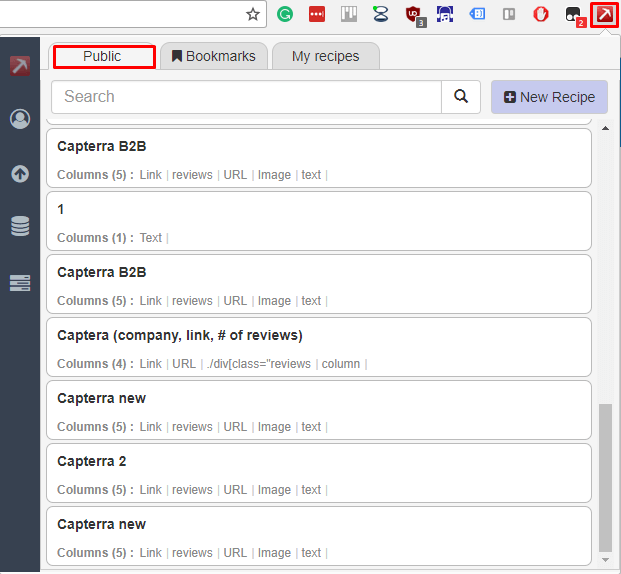 3
2
Public
Bookmarks
My recipes
Search
New Recipe
Capterra B2B
Columns (5) : Link | reviews | URL | Image | text |
1
Columns (1) : Text |
Capterra B2B
Columns (5) : Link | reviews | URL | Image | text |
Captera (company, link, # of reviews)
Columns (4) : Link | URL | ./div[class="reviews | column |
Capterra new
Columns (5) : Link | reviews | URL | Image | text |
Capterra 2
Columns (5) : Link | reviews | URL | Image | text |
Capterra new
Columns (5) : Link | reviews | URL | Image | text |